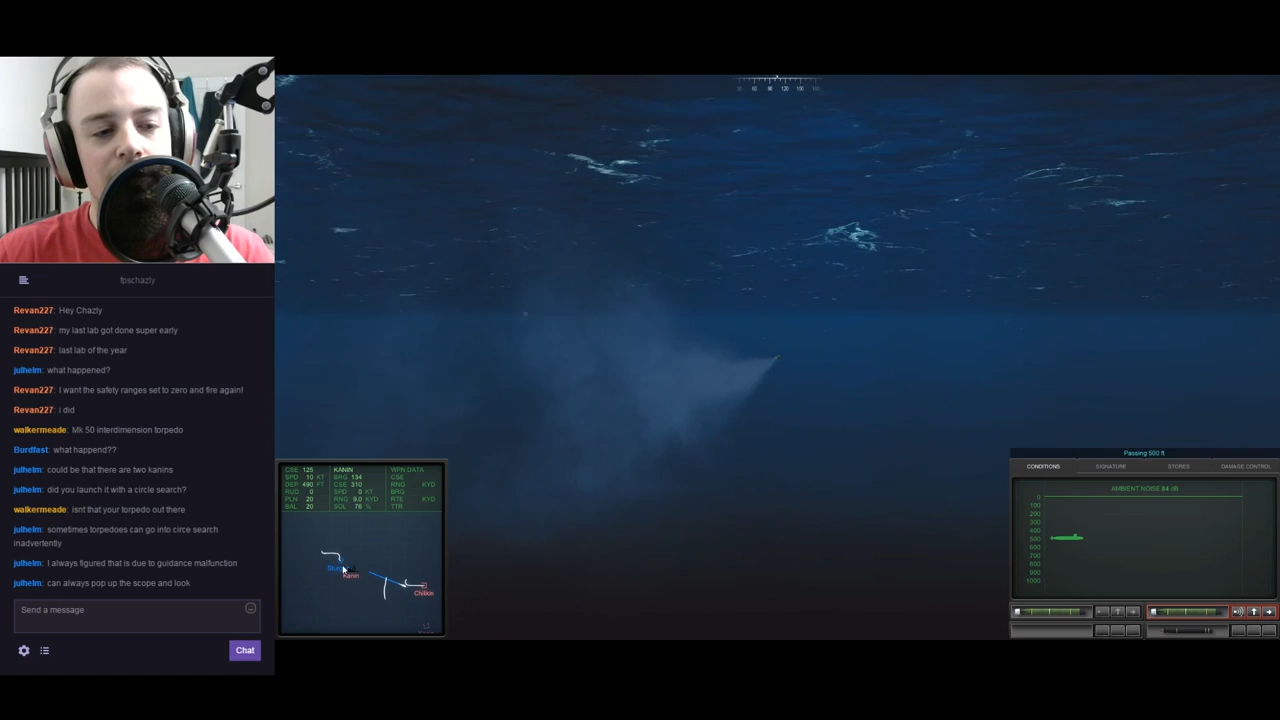 fpschazly
Revan227: Hey Chazly
Revan227: my last lab got done super early
Revan227: last lab of the year
julhelm: what happened?
Revan227: I want the safety ranges set to zero and fire again!
Revan227: i did
walkermeade: Mk 50 interdimension torpedo
Burdfast: what happend??
julhelm: could be that there are two kanins
julhelm: did you launch it with a circle search?
walkermeade: isnt that your torpedo out there
julhelm: sometimes torpedoes can go into circe search
inadvertently
julhelm: I always figured that is due to guidance malfunction
julhelm: can always pop up the scope and look
Send a message
Chat
60 120 150
CSE 125 KANIN WPN DATA
SPD 10 KT BRG 134 CSE
DEP 490 FT CSE 310 RNG KYD
RUD 0 SPD 0 KT BRG
PLN 20 RNG 9.0 KYD RTE KYD
BAL 20 SOL 76 % TTR
Kanin
Chilikin
Passing 500 ft
CONDITIONS SIGNATURE STORES DAMAGE CONTROL
AMBIENT NOISE 84 dB
0
100
200
300
400
500
600
700
800
900
1000